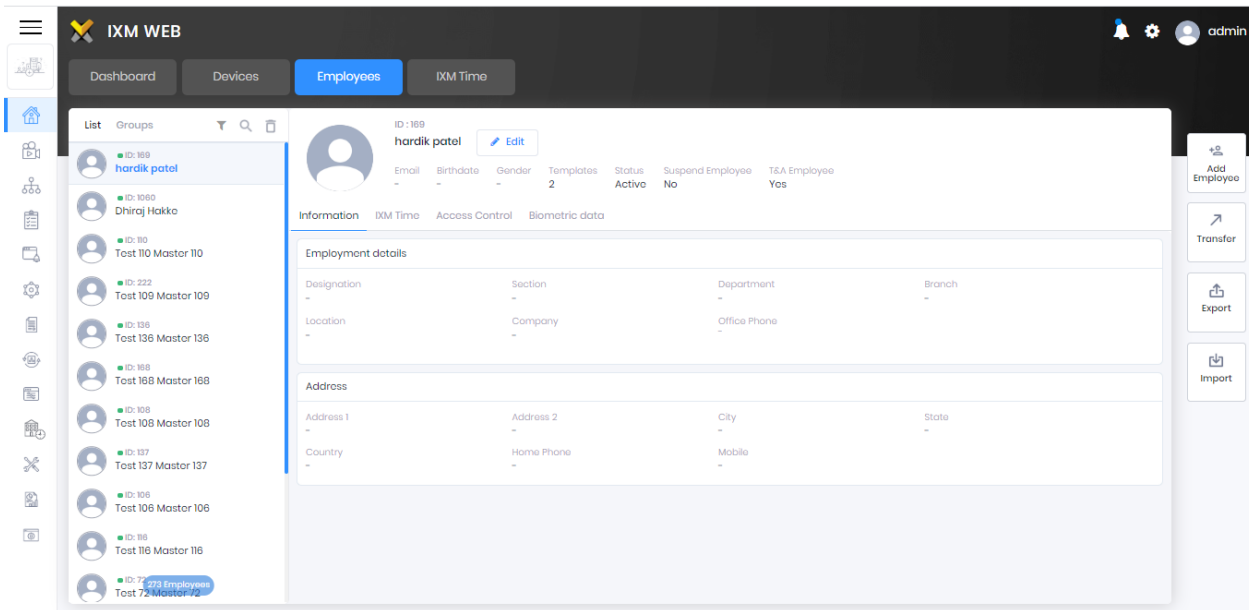 IXM WEB
admin
Dashboard Devices Employees IXM Time
List Groups
ID: 169
hardik patel
ID: 1060
Dhiraj Hakke
ID: 110
Test 110 Master 110
ID: 222
Test 109 Master 109
ID: 136
Test 136 Master 136
ID: 168
Test 168 Master 168
ID: 108
Test 108 Master 108
ID: 137
Test 137 Master 137
ID: 106
Test 106 Master 106
ID: 116
Test 116 Master 116
ID: 72
273 Employees
Test 72 Master 72
ID : 169
hardik patel Edit
Email Birthdate Gender Templates Status Suspend Employee T&A Employee
- - - 2 Active No Yes
Information IXM Time Access Control Biometric data
Employment details
Designation Section Department Branch
- - - -
Location Company Office Phone
- - -
Address
Address 1 Address 2 City State
- - - -
Country Home Phone Mobile
- - -
Add
Employee
Transfer
Export
Import